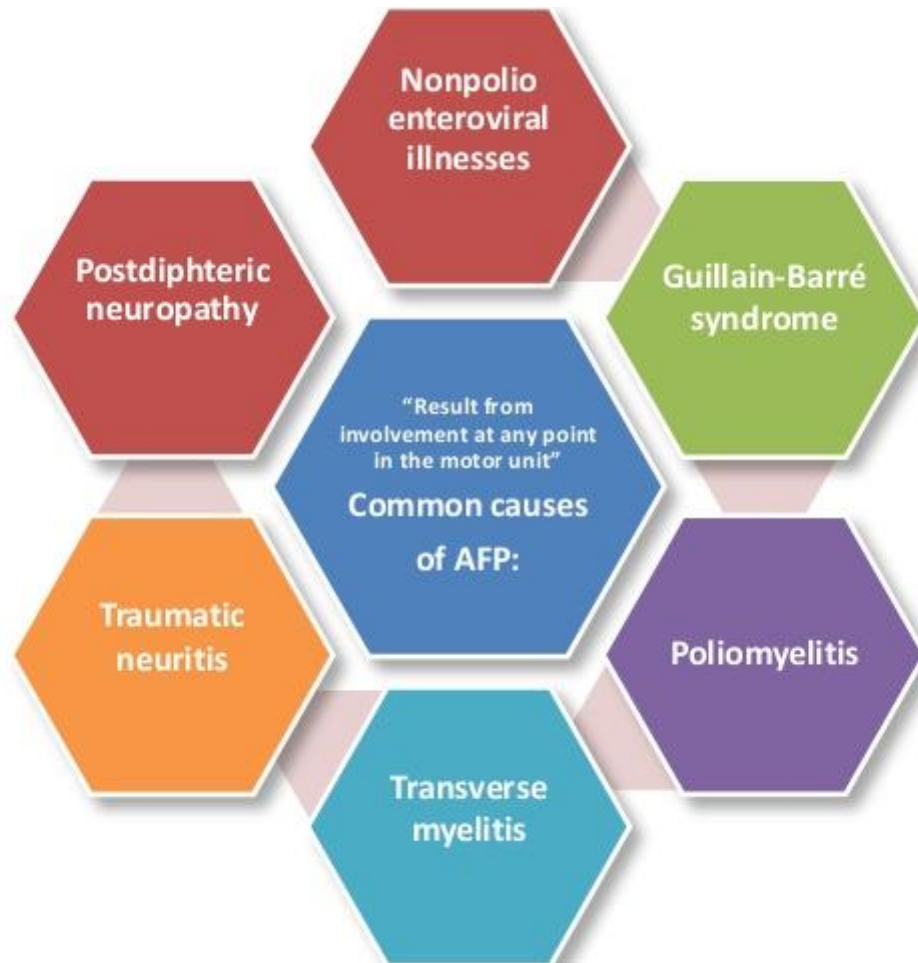 Nonpolio
enteroviral
illnesses
Guillain-Barré
syndrome
Poliomyelitis
Transverse
myelitis
Traumatic
neuritis
Postdiphteric
neuropathy
“Result from
involvement at any point
in the motor unit”
Common causes
of AFP: